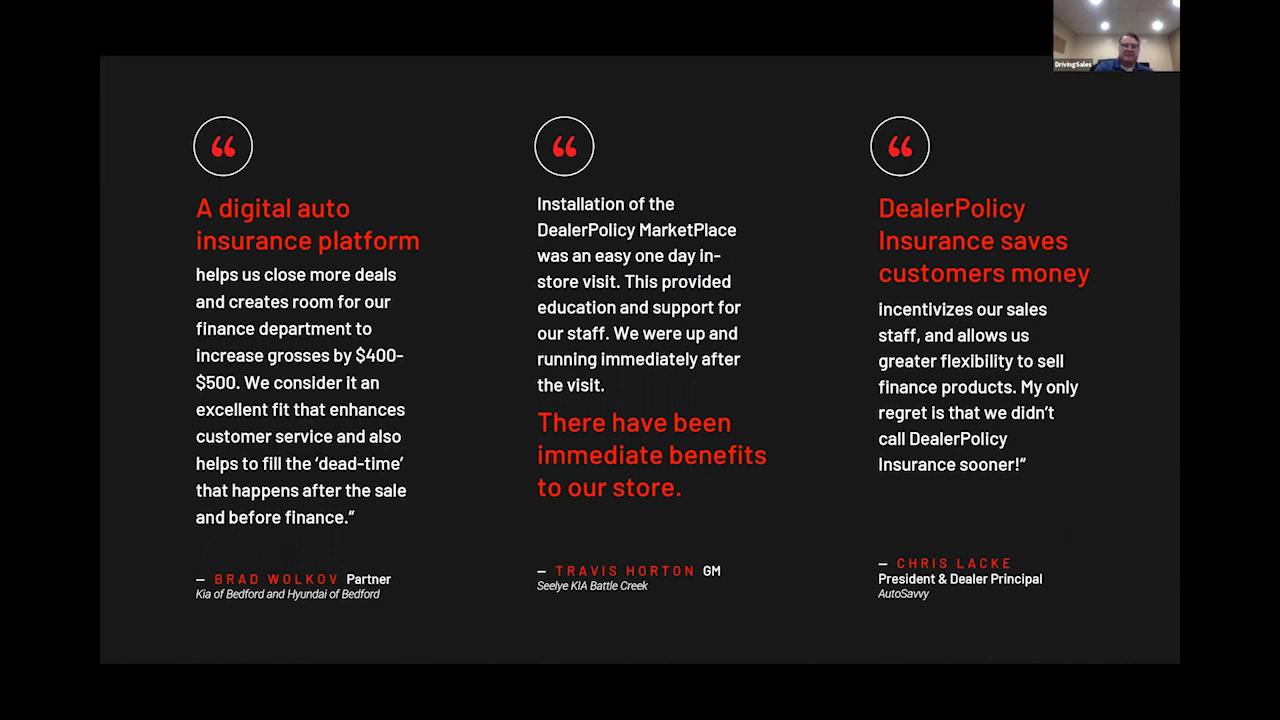 DrivingSales
“
A digital auto
insurance platform
helps us close more deals
and creates room for our
finance department to
increase grosses by $400-
$500. We consider it an
excellent fit that enhances
customer service and also
helps to fill the ‘dead-time’
that happens after the sale
and before finance.”
— BRAD WOLKOV Partner
Kia of Bedford and Hyundai of Bedford
“
Installation of the
DealerPolicy MarketPlace
was an easy one day in-
store visit. This provided
education and support for
our staff. We were up and
running immediately after
the visit.
There have been
immediate benefits
to our store.
— TRAVIS HORTON GM
Seelye KIA Battle Creek
“
DealerPolicy
Insurance saves
customers money
incentivizes our sales
staff, and allows us
greater flexibility to sell
finance products. My only
regret is that we didn’t
call DealerPolicy
Insurance sooner!”
— CHRIS LACKE
President & Dealer Principal
AutoSavvy